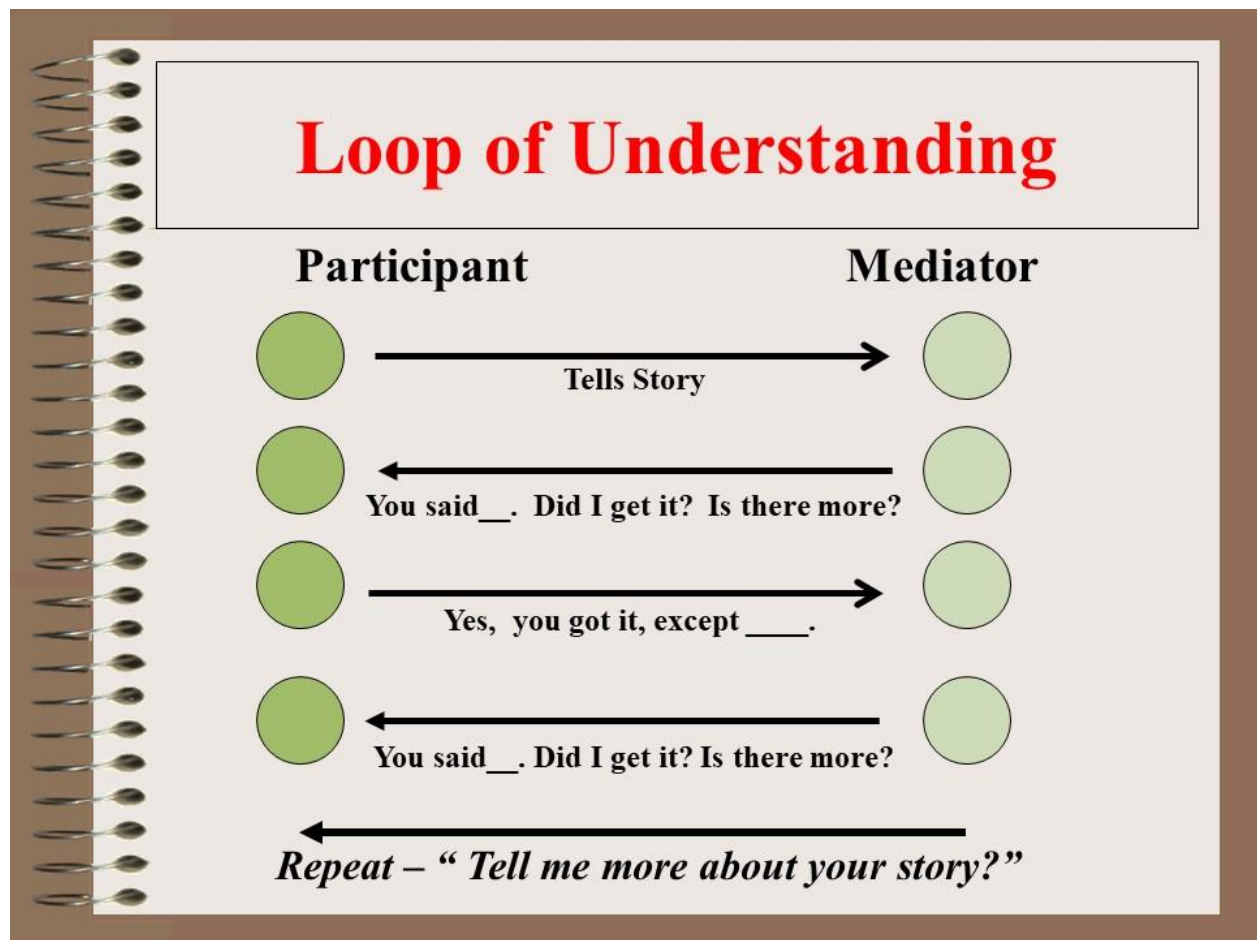 Loop of Understanding
Participant Mediator
Tells Story
You said__.  Did I get it?  Is there more?
Yes,  you got it, except ____.
You said__. Did I get it? Is there more?
Repeat – “ Tell me more about your story?”